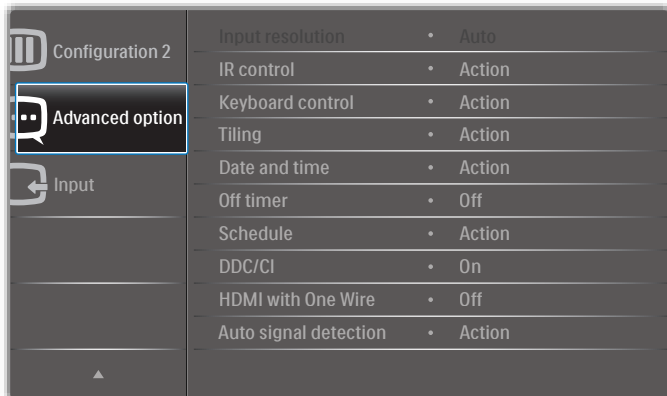 Configuration 2
Advanced option
Input
Input resolution • Auto
IR control • Action
Keyboard control • Action
Tiling • Action
Date and time • Action
Off timer • Off
Schedule • Action
DDC/CI • On
HDMI with One Wire • Off
Auto signal detection • Action